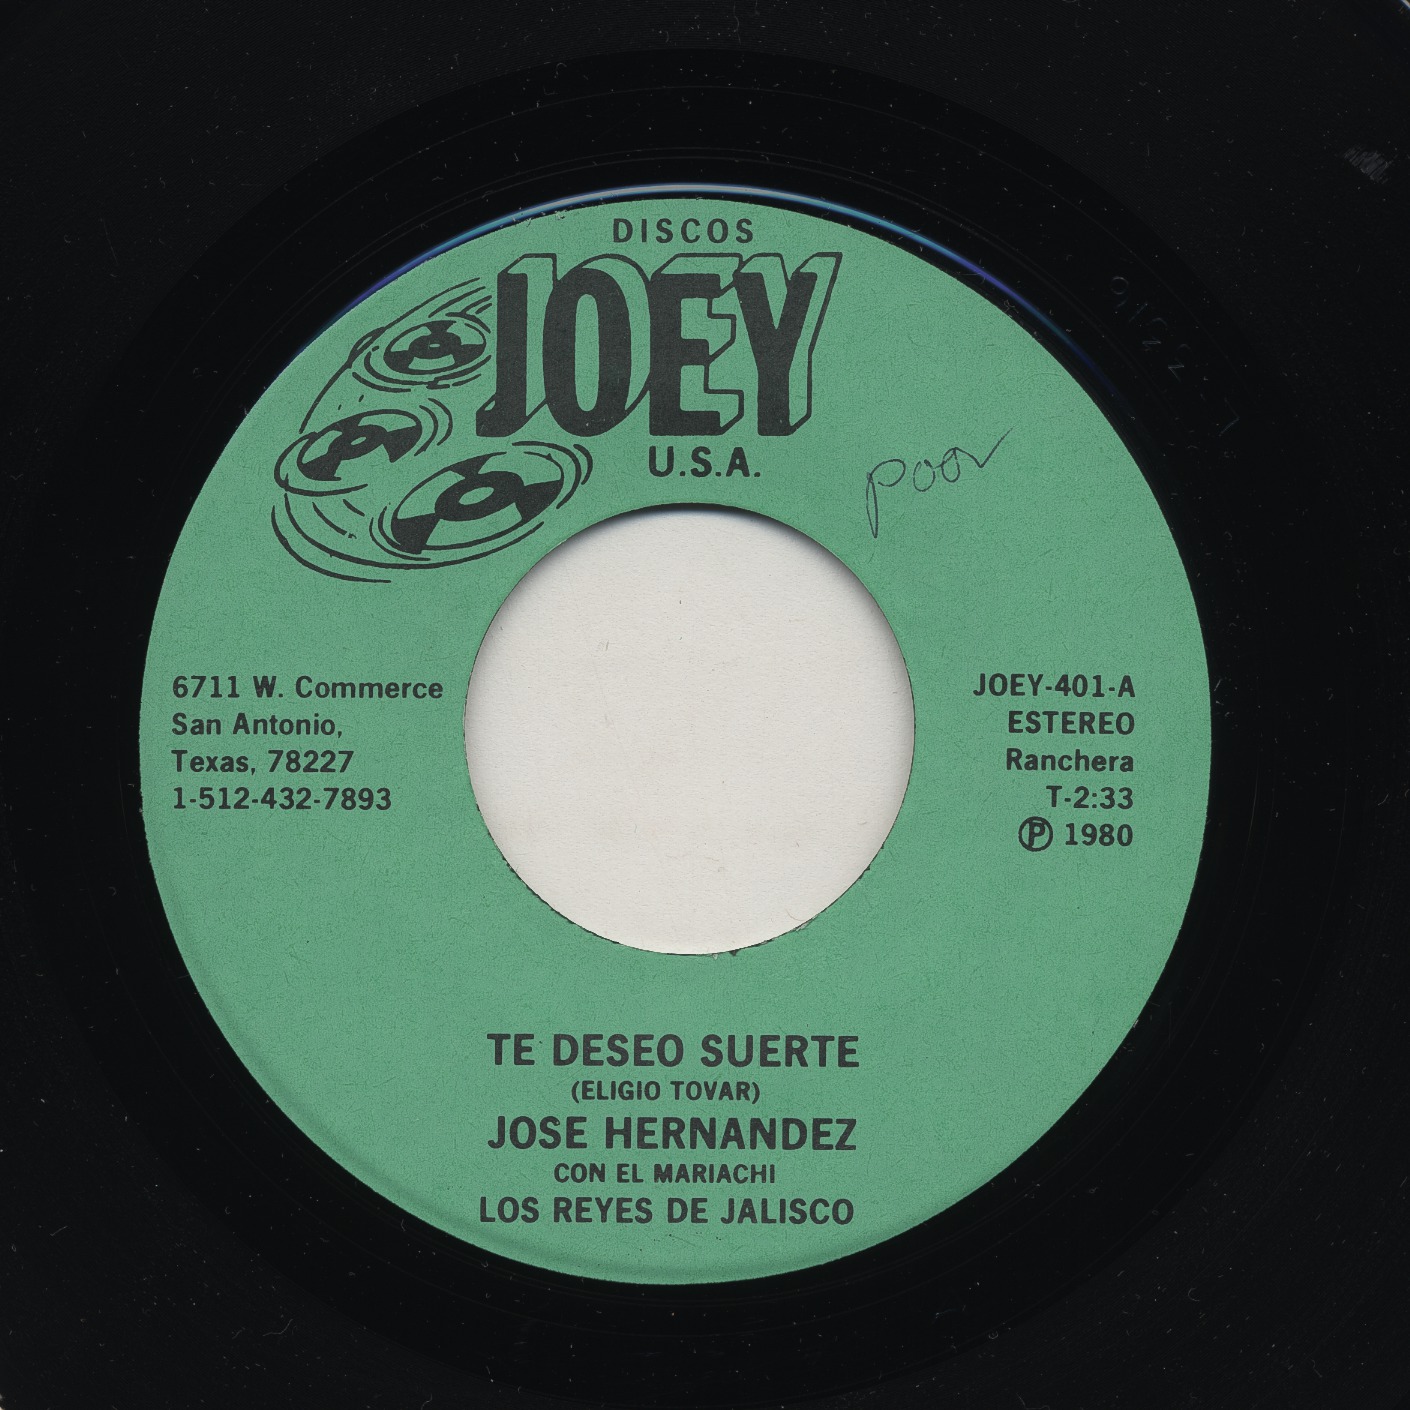 DISCOS
JOEY
U.S.A.
poor
6711 W. Commerce
San Antonio,
Texas, 78227
1-512-432-7893
JOEY-401-A
ESTEREO
Ranchera
T-2:33
Ⓟ 1980
TE DESEO SUERTE
(ELIGIO TOVAR)
JOSE HERNANDEZ
CON EL MARIACHI
LOS REYES DE JALISCO